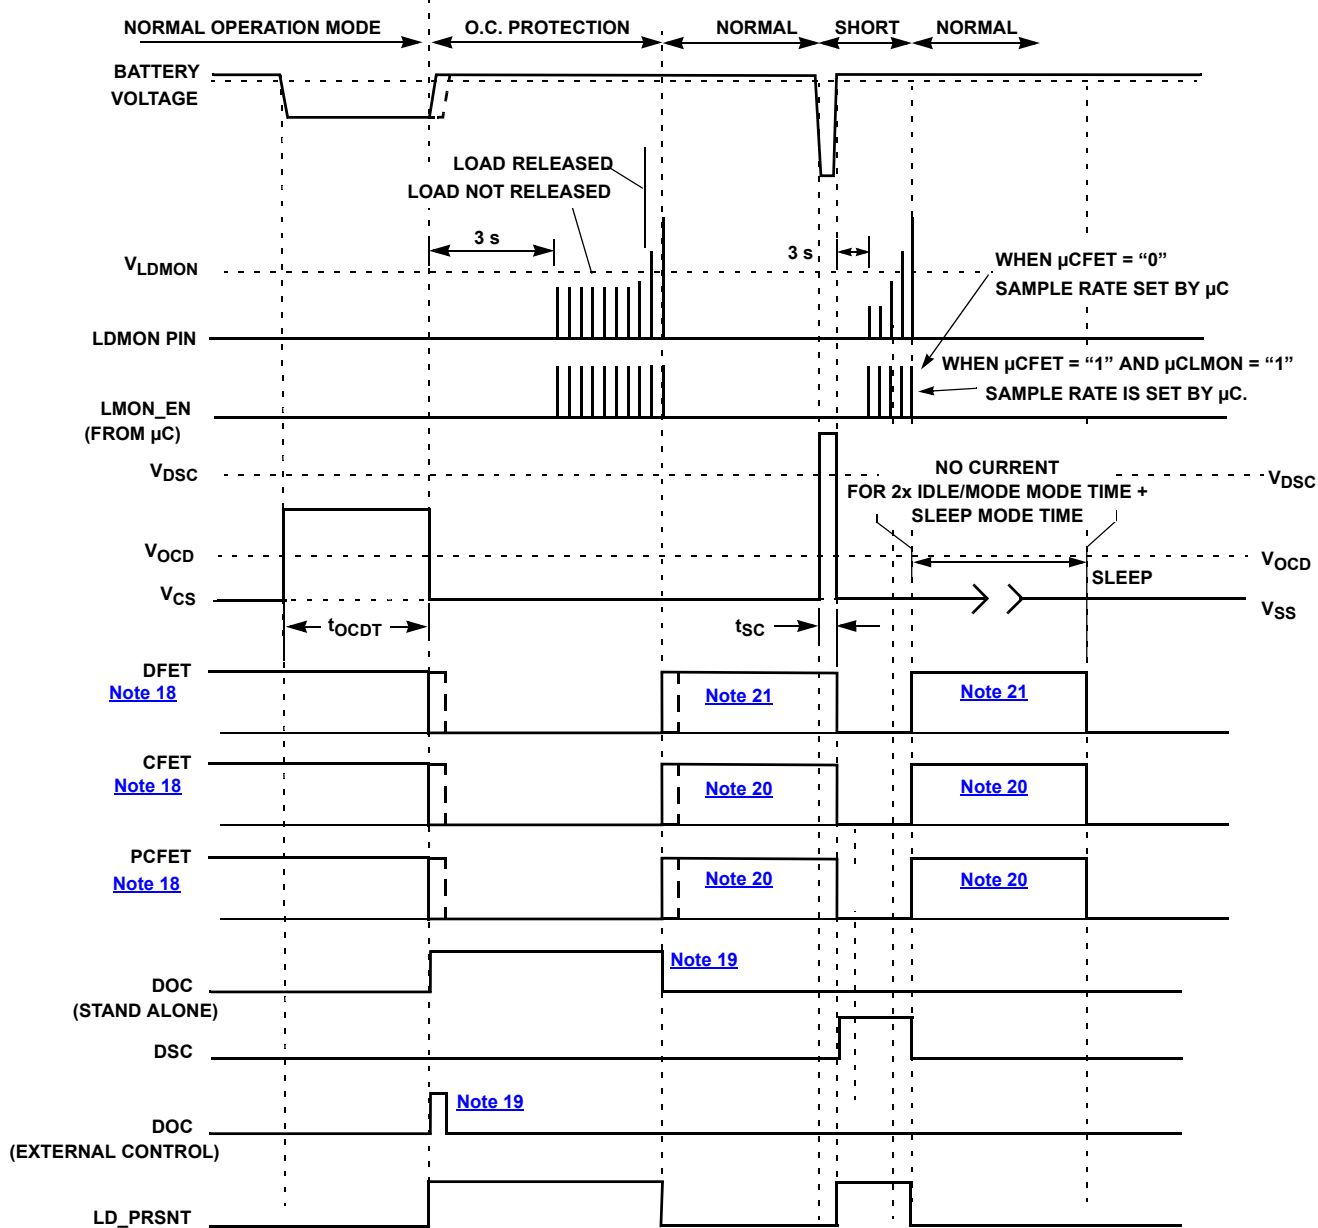 NORMAL OPERATION MODE
O.C. PROTECTION
NORMAL
SHORT
NORMAL
BATTERY
VOLTAGE
LOAD RELEASED
LOAD NOT RELEASED
3 s
3 s
VLDMON
WHEN µCFET = “0”
SAMPLE RATE SET BY µC
LDMON PIN
WHEN µCFET = “1” AND µCLMON = “1”
SAMPLE RATE IS SET BY µC.
LMON_EN
(FROM µC)
VDSC
NO CURRENT
FOR 2x IDLE/MODE MODE TIME +
SLEEP MODE TIME
VDSC
VOCD
VOCD
SLEEP
VCS
VSS
tOCDT
tSC
DFET
Note 18
Note 21
Note 21
CFET
Note 18
Note 20
Note 20
PCFET
Note 18
Note 20
Note 20
Note 19
DOC
(STAND ALONE)
DSC
Note 19
DOC
(EXTERNAL CONTROL)
LD_PRSNT